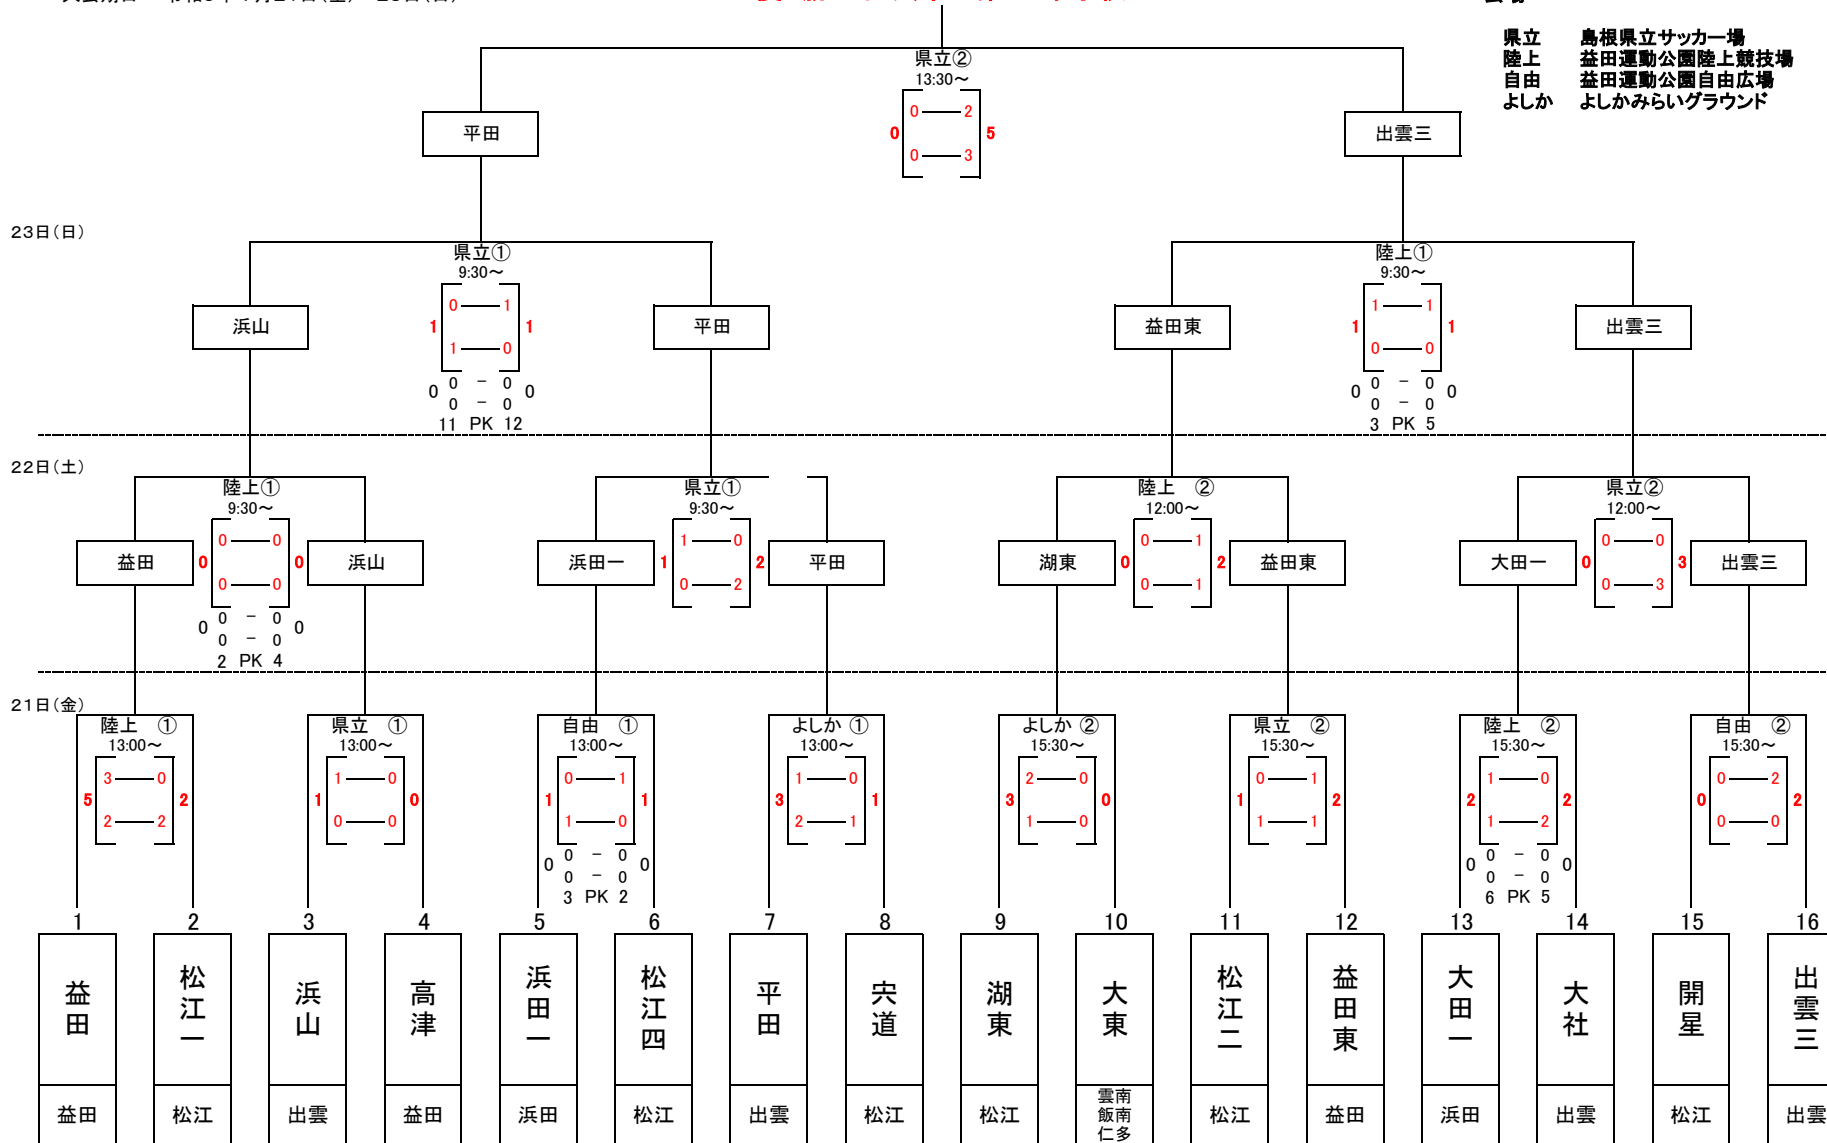 県立 島根県立サッカー場
陸上 益田運動公園陸上競技場
自由 益田運動公園自由広場
よしか よしかみらいグラウンド
県立②
13:30～
0 2
0 5
0 3
平田 出雲三
23日(日)
県立① 陸上①
9:30～ 9:30～
0 1 1 1
1 1 1 1
1 0 0 0
浜山 平田 益田東 出雲三
0 － 0 0 － 0
0 0 0 0
0 － 0 0 － 0
11 PK 12 3 PK 5
22日(土)
陸上① 県立① 陸上 ② 県立②
9:30～ 9:30～ 12:00～ 12:00～
0 0 1 0 0 1 0 0
益田 0 0 浜山 浜田一 1 2 平田 湖東 0 2 益田東 大田一 0 3 出雲三
0 0 0 2 0 1 0 3
0 － 0
0 0
0 － 0
2 PK 4
21日(金)
陸上 ① 県立 ① 自由 ① よしか ① よしか ② 県立 ② 陸上 ② 自由 ②
13:00～ 13:00～ 13:00～ 13:00～ 15:30～ 15:30～ 15:30～ 15:30～
3 0 1 0 0 1 1 0 2 0 0 1 1 0 0 2
5 2 1 0 1 1 3 1 3 0 1 2 2 2 0 2
2 2 0 0 1 0 2 1 1 0 1 1 1 2 0 0
0 － 0 0 － 0
0 0 0 0
0 － 0 0 － 0
3 PK 2 6 PK 5
1 2 3 4 5 6 7 8 9 10 11 12 13 14 15 16
益田 松江一 浜山 高津 浜田一 松江四 平田 宍道 湖東 大東 松江二 益田東 大田一 大社 開星 出雲三
益田 松江 出雲 益田 浜田 松江 出雲 松江 松江 雲南飯南仁多 松江 益田 浜田 出雲 松江 出雲